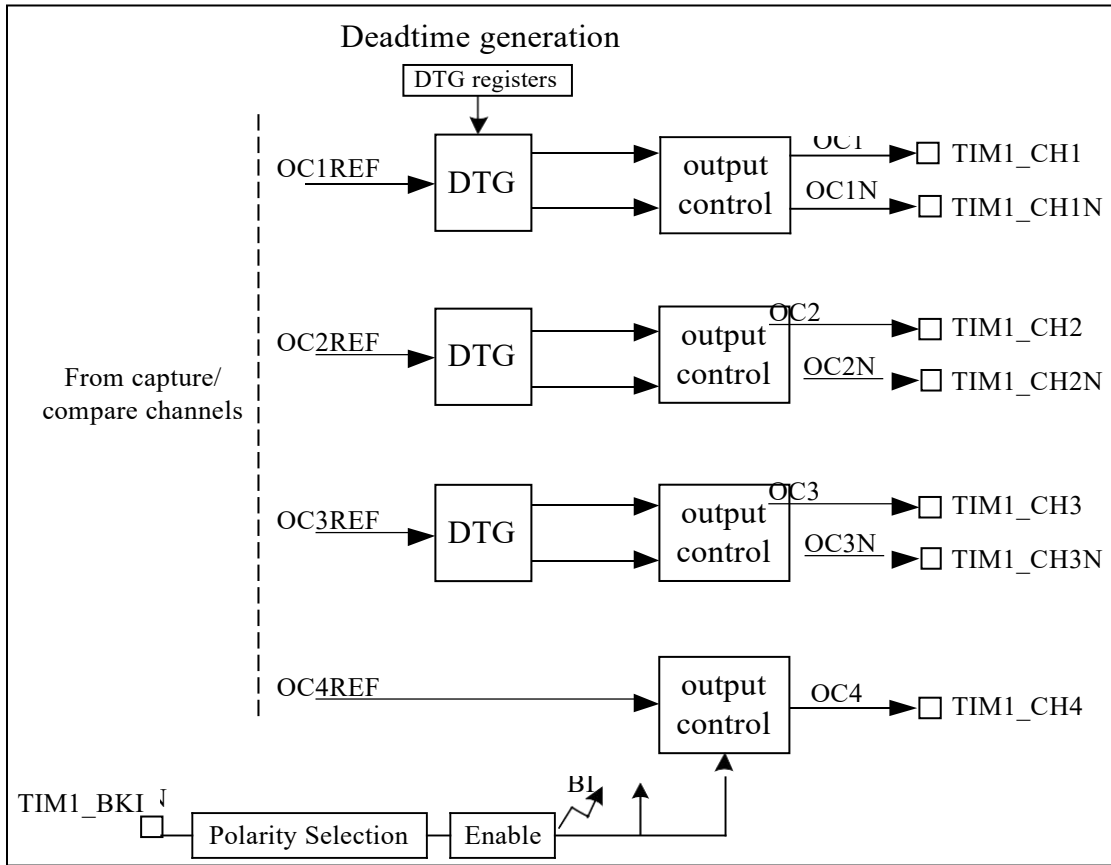 Deadtime generation
DTG registers
OC1REF
DTG
output
control
OC1
OC1N
TIM1_CH1
TIM1_CH1N
OC2REF
DTG
output
control
OC2
OC2N
TIM1_CH2
TIM1_CH2N
From capture/
compare channels
OC3REF
DTG
output
control
OC3
OC3N
TIM1_CH3
TIM1_CH3N
OC4REF
output
control
OC4
TIM1_CH4
BI
TIM1_BKI
Polarity Selection
Enable